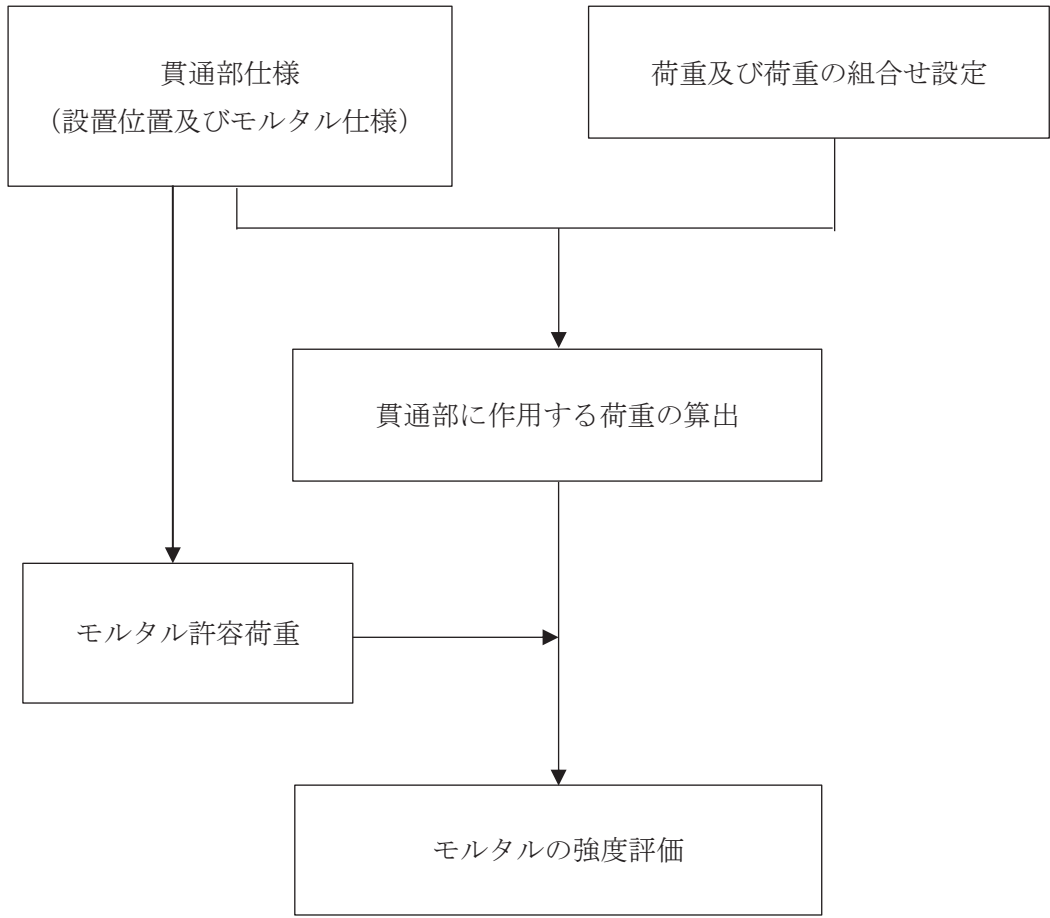 貫通部仕様
（設置位置及びモルタル仕様）
荷重及び荷重の組合せ設定
貫通部に作用する荷重の算出
モルタル許容荷重
モルタルの強度評価